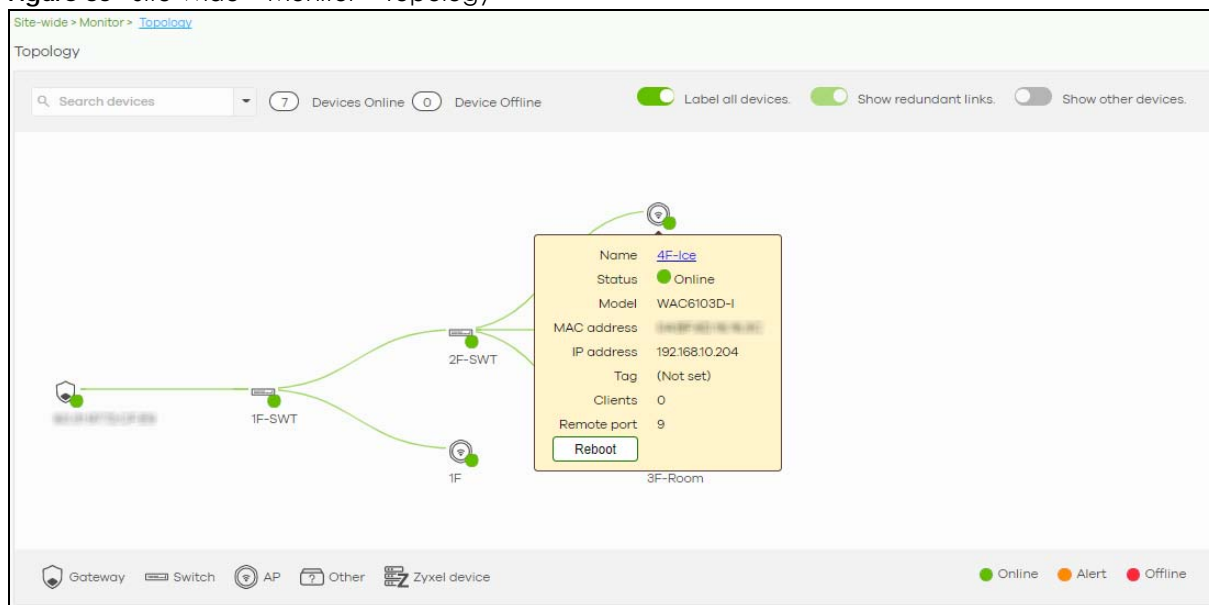 Site-wide > Monitor > Topology
Topology
Search devices
7 Devices Online 0 Device Offline
Label all devices. Show redundant links. Show other devices.
Name 4F-Ice
Status Online
Model WAC6103D-I
MAC address
IP address 192.168.10.204
Tag (Not set)
Clients 0
Remote port 9
Reboot
2F-SWT
1F-SWT
1F
3F-Room
Gateway Switch AP ? Other Z Zyxel device
Online Alert Offline